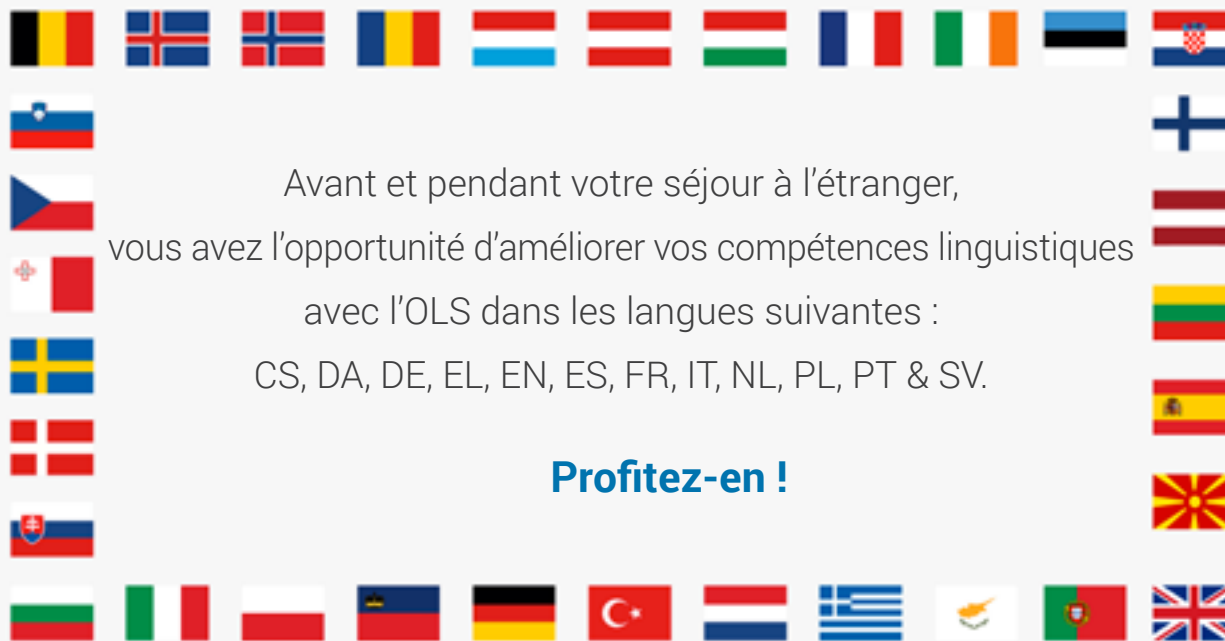 Avant et pendant votre séjour à l'étranger,
vous avez l'opportunité d'améliorer vos compétences linguistiques
avec l'OLS dans les langues suivantes :
CS, DA, DE, EL, EN, ES, FR, IT, NL, PL, PT & SV.
Profitez-en !